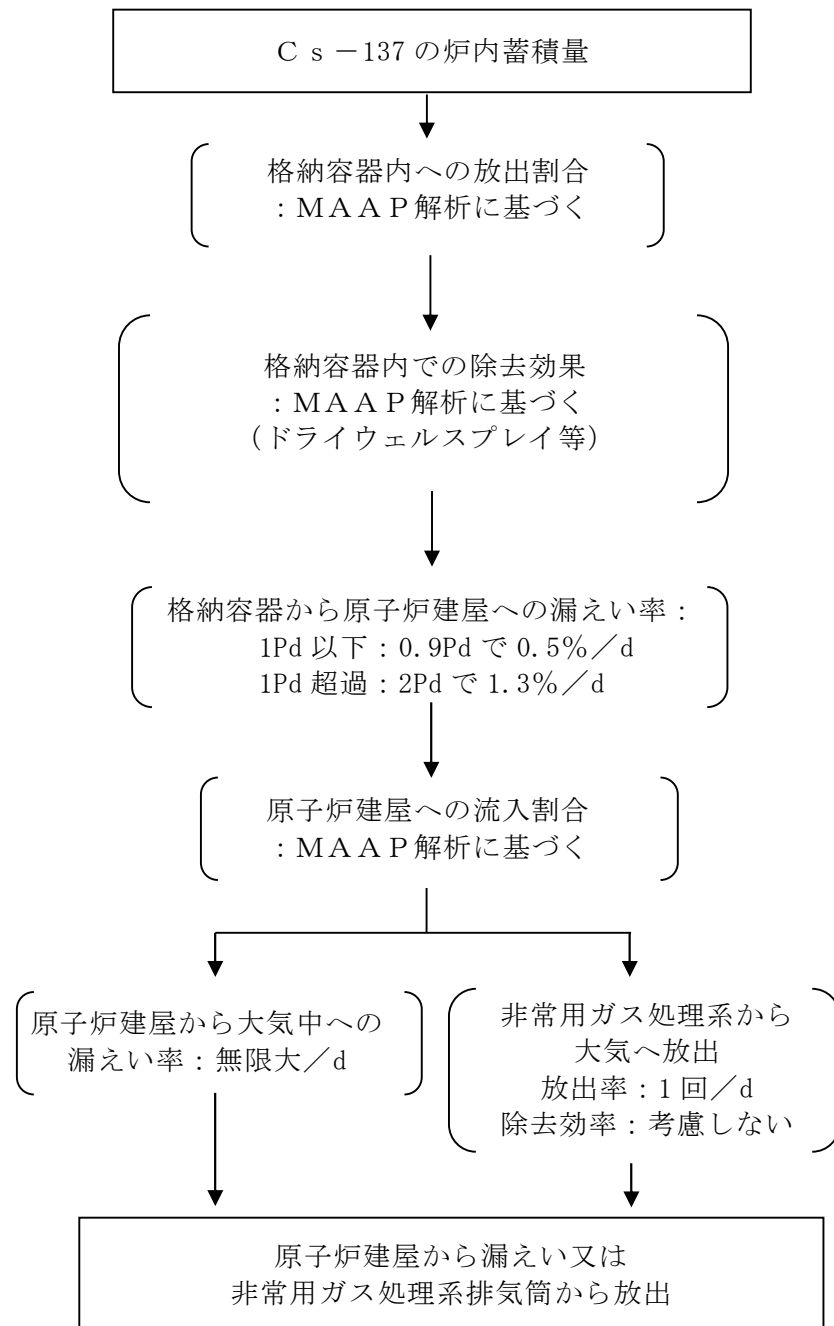 Ｃｓ－137 の炉内蓄積量
格納容器内への放出割合
：ＭＡＡＰ解析に基づく
格納容器内での除去効果
：ＭＡＡＰ解析に基づく
（ドライウェルスプレイ等）
格納容器から原子炉建屋への漏えい率：
1Pd 以下：0.9Pd で 0.5％／d
1Pd 超過：2Pd で 1.3％／d
原子炉建屋への流入割合
：ＭＡＡＰ解析に基づく
原子炉建屋から大気中への
漏えい率：無限大／d
非常用ガス処理系から
大気へ放出
放出率：1 回／d
除去効率：考慮しない
原子炉建屋から漏えい又は
非常用ガス処理系排気筒から放出